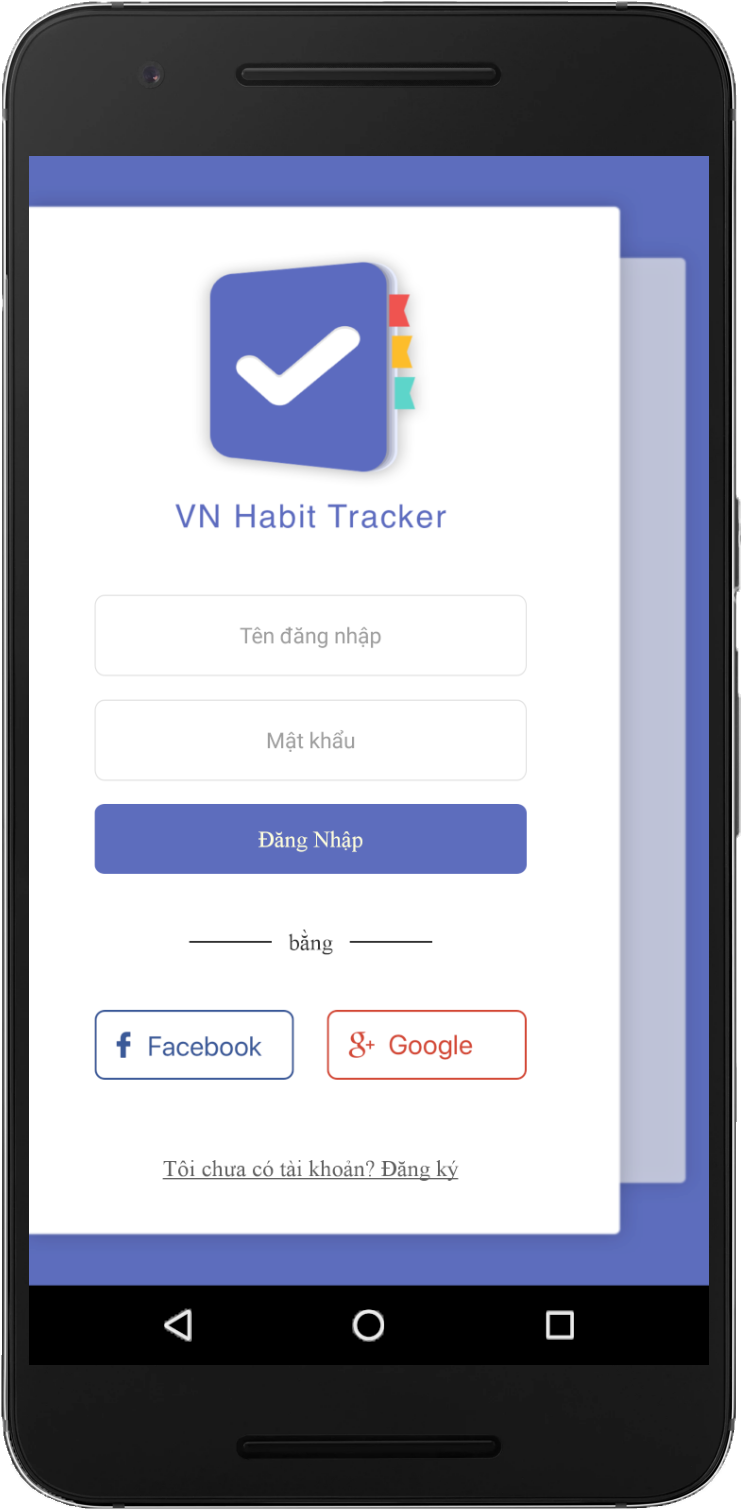 VN Habit Tracker
Tên đăng nhập
Mật khẩu
Đăng Nhập
bằng
f Facebook
g+ Google
Tôi chưa có tài khoản? Đăng ký